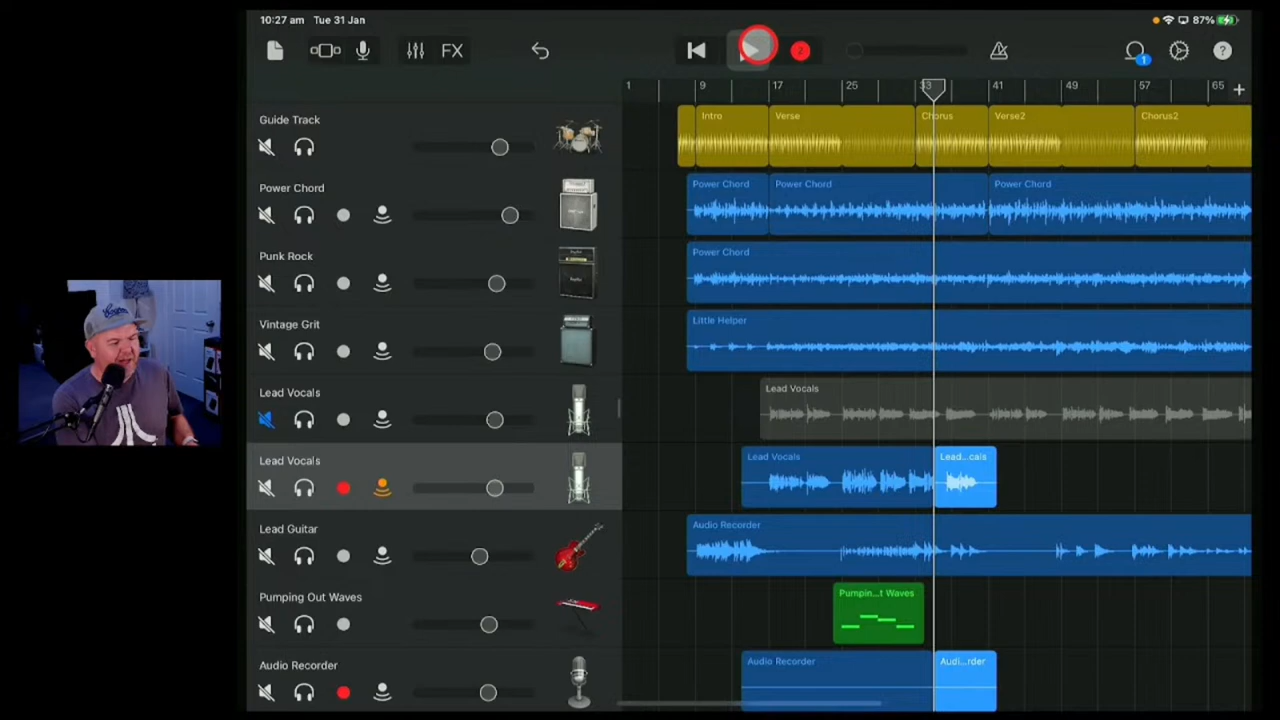 10:27 am Tue 31 Jan
87%
FX
2
1
1 9 17 25 33 41 49 57 65
Guide Track
Intro Verse Chorus Verse2 Chorus2
Power Chord
Power Chord Power Chord Power Chord
Punk Rock
Power Chord
Vintage Grit
Little Helper
Lead Vocals
Lead Vocals
Lead Vocals
Lead Vocals Lead...cals
Lead Guitar
Audio Recorder
Pumping Out Waves
Pumpin...t Waves
Audio Recorder
Audio Recorder Audi...rder